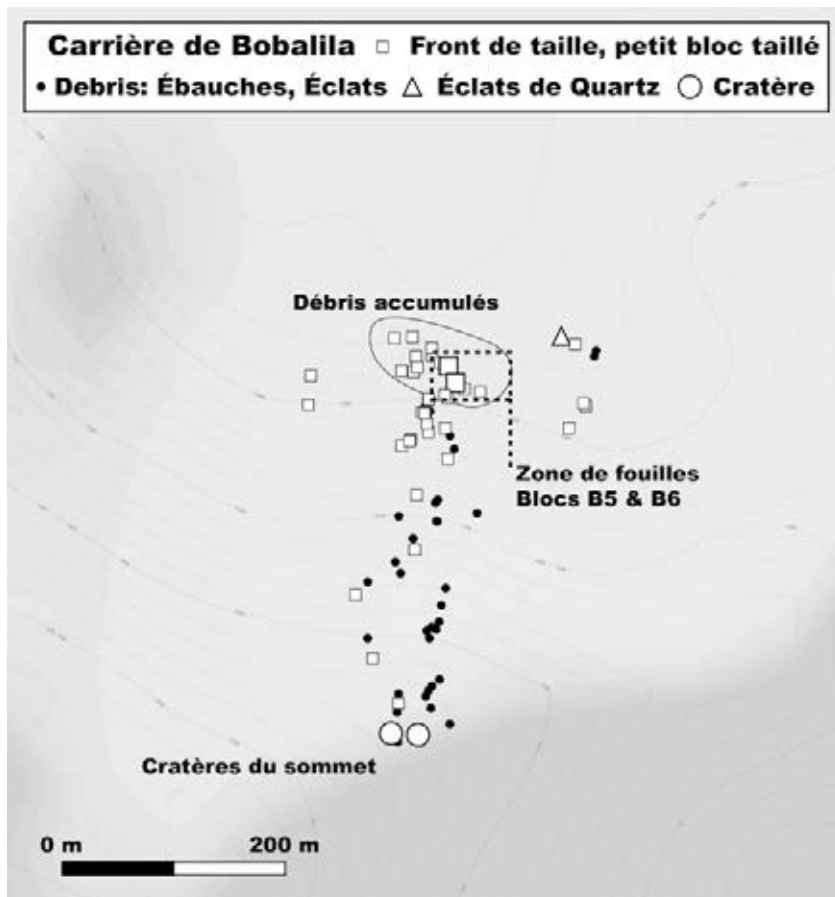 Carrière de Bobalila □ Front de taille, petit bloc taillé
• Debris: Ébauches, Éclats △ Éclats de Quartz ○ Cratère
Débris accumulés
Zone de fouilles
Blocs B5 & B6
Cratères du sommet
0 m 200 m